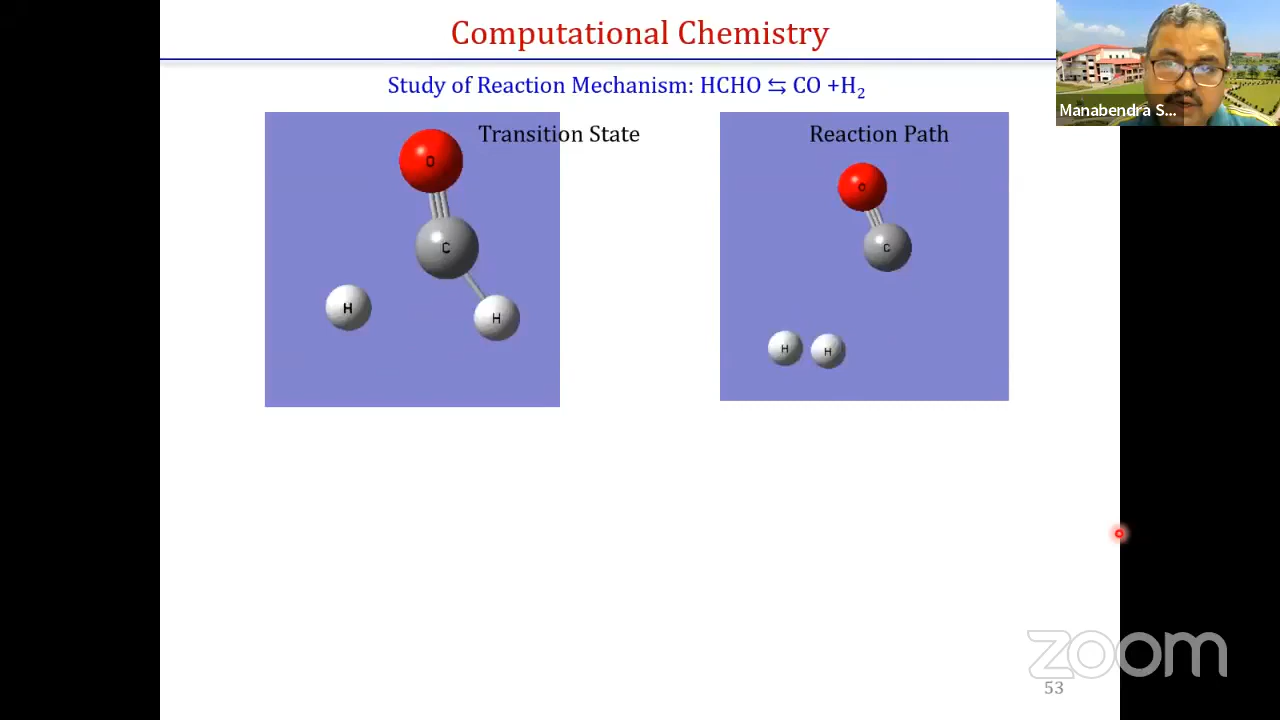 Computational Chemistry
Study of Reaction Mechanism: HCHO ⇆ CO +H₂
Manabendra S...
Transition State
Reaction Path
O
C
H
H
O
C
H
H
zoom
53